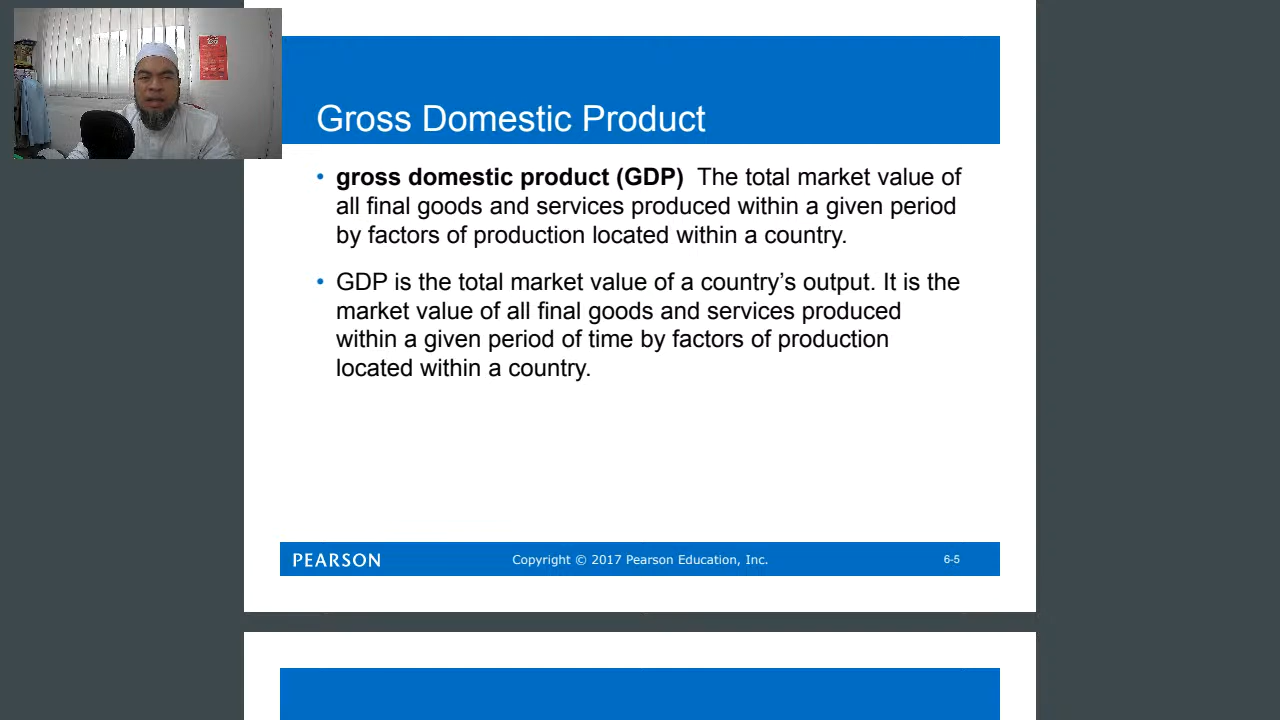 Gross Domestic Product
• gross domestic product (GDP) The total market value of
all final goods and services produced within a given period
by factors of production located within a country.
• GDP is the total market value of a country’s output. It is the
market value of all final goods and services produced
within a given period of time by factors of production
located within a country.
PEARSON
Copyright © 2017 Pearson Education, Inc.
6-5